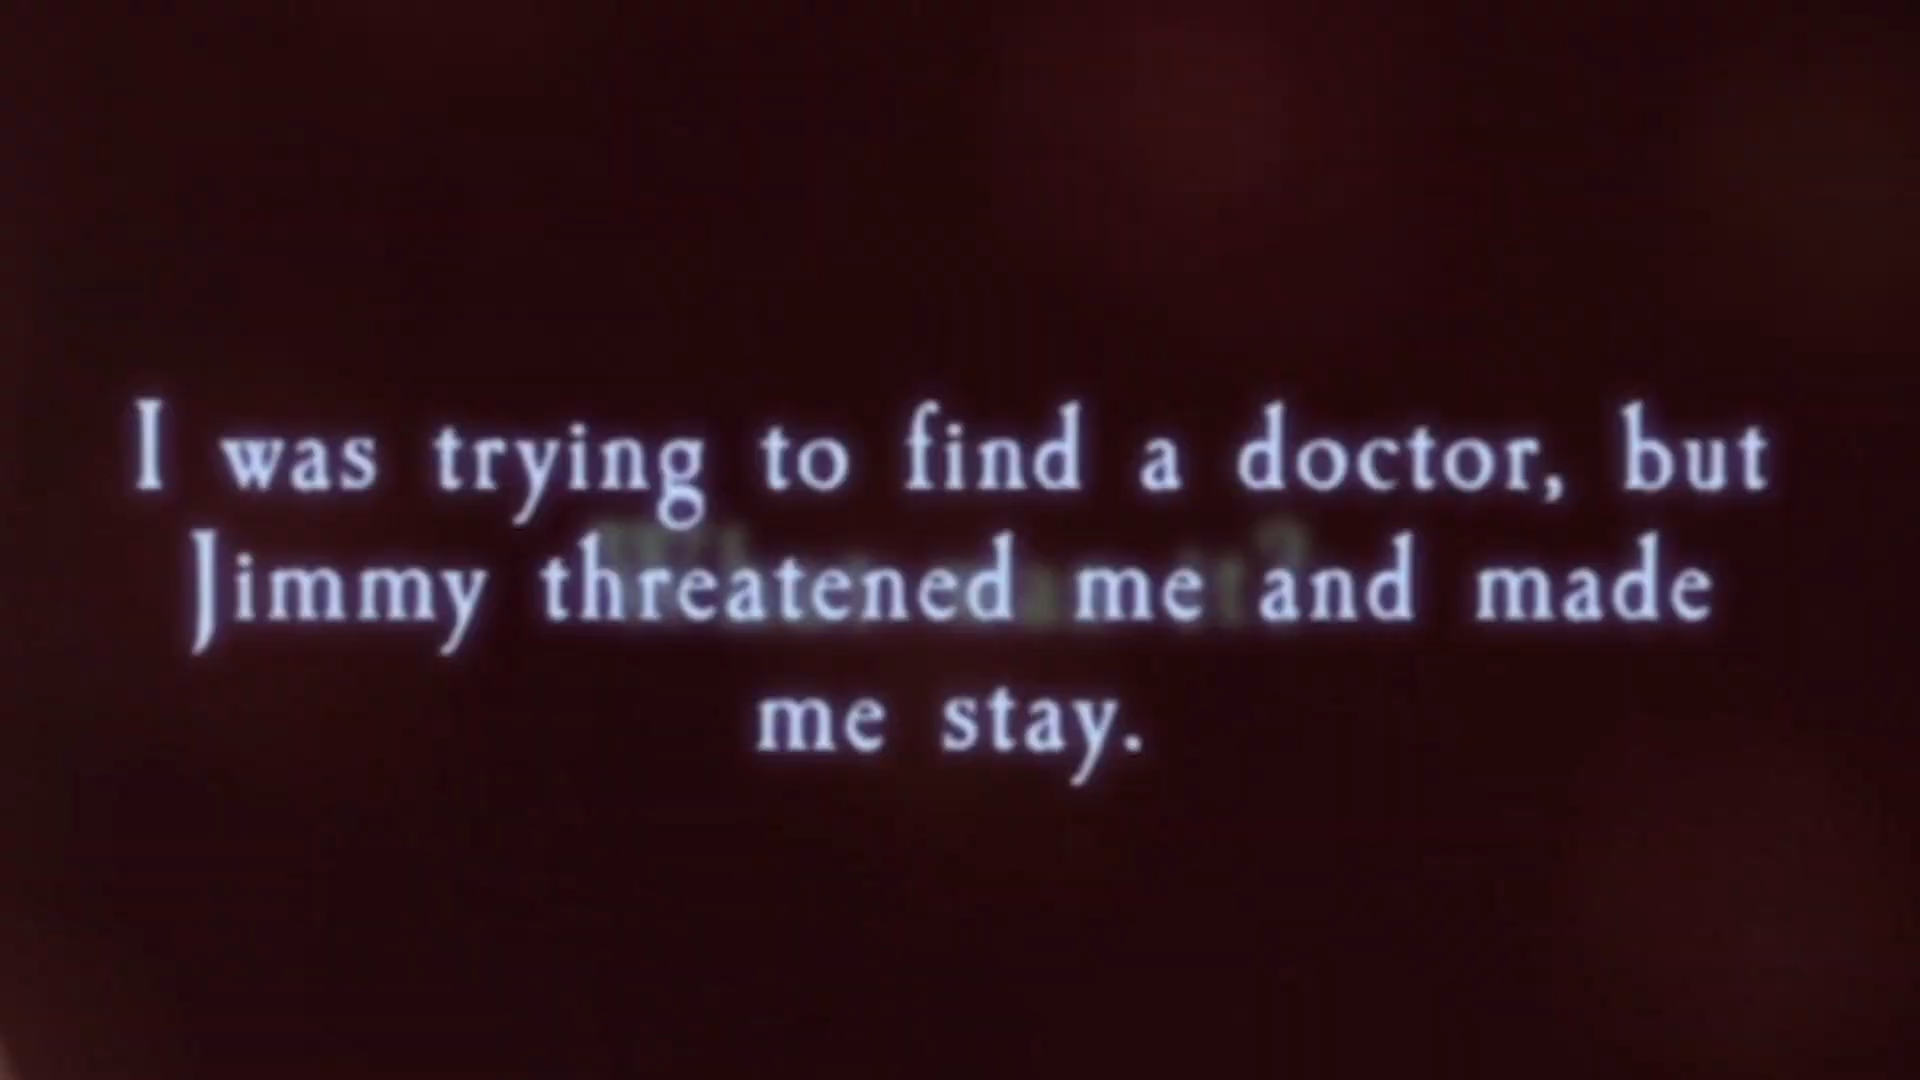 I was trying to find a doctor, but
Jimmy threatened me and made
me stay.